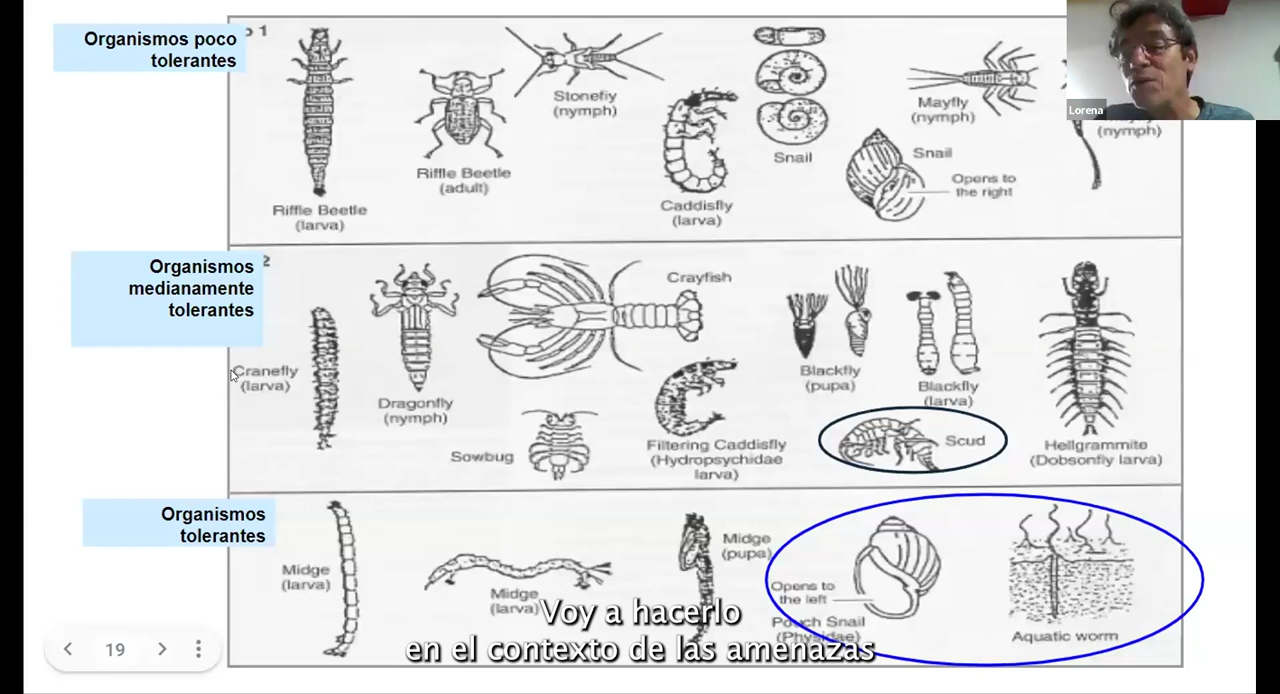 Organismos poco
tolerantes
1
Riffle Beetle
(larva)
Riffle Beetle
(adult)
Stonefly
(nymph)
Caddisfly
(larva)
Snail
Snail
Opens to
the right
Mayfly
(nymph)
(nymph)
Lorena
Organismos
medianamente
tolerantes
2
Cranefly
(larva)
Dragonfly
(nymph)
Crayfish
Sowbug
Filtering Caddisfly
(Hydropsychidae
larva)
Blackfly
(pupa)
Blackfly
(larva)
Scud
Hellgrammite
(Dobsonfly larva)
Organismos
tolerantes
Midge
(larva)
Midge
(larva)
Midge
(pupa)
Opens to
the left
Pouch Snail
(Physidae)
Aquatic worm
Voy a hacerlo
en el contexto de las amenazas
19